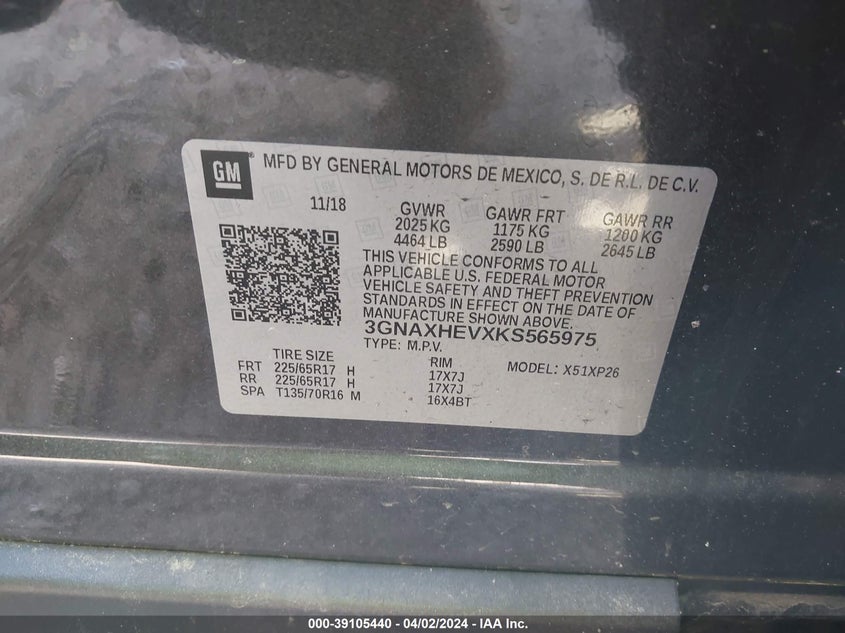 GM ® MFD BY GENERAL MOTORS DE MEXICO, S. DE R.L. DE C.V.
11/18 GVWR GAWR FRT GAWR RR
2025 KG 1175 KG 1200 KG
4464 LB 2590 LB 2645 LB
THIS VEHICLE CONFORMS TO ALL
APPLICABLE U.S. FEDERAL MOTOR
VEHICLE SAFETY AND THEFT PREVENTION
STANDARDS IN EFFECT ON THE DATE OF
MANUFACTURE SHOWN ABOVE.
3GNAXHEVXKS565975
TYPE: M.P.V.
TIRE SIZE RIM MODEL: X51XP26
FRT 225/65R17 H 17X7J
RR 225/65R17 H 17X7J
SPA T135/70R16 M 16X4BT
000-39105440 - 04/02/2024 - IAA Inc.